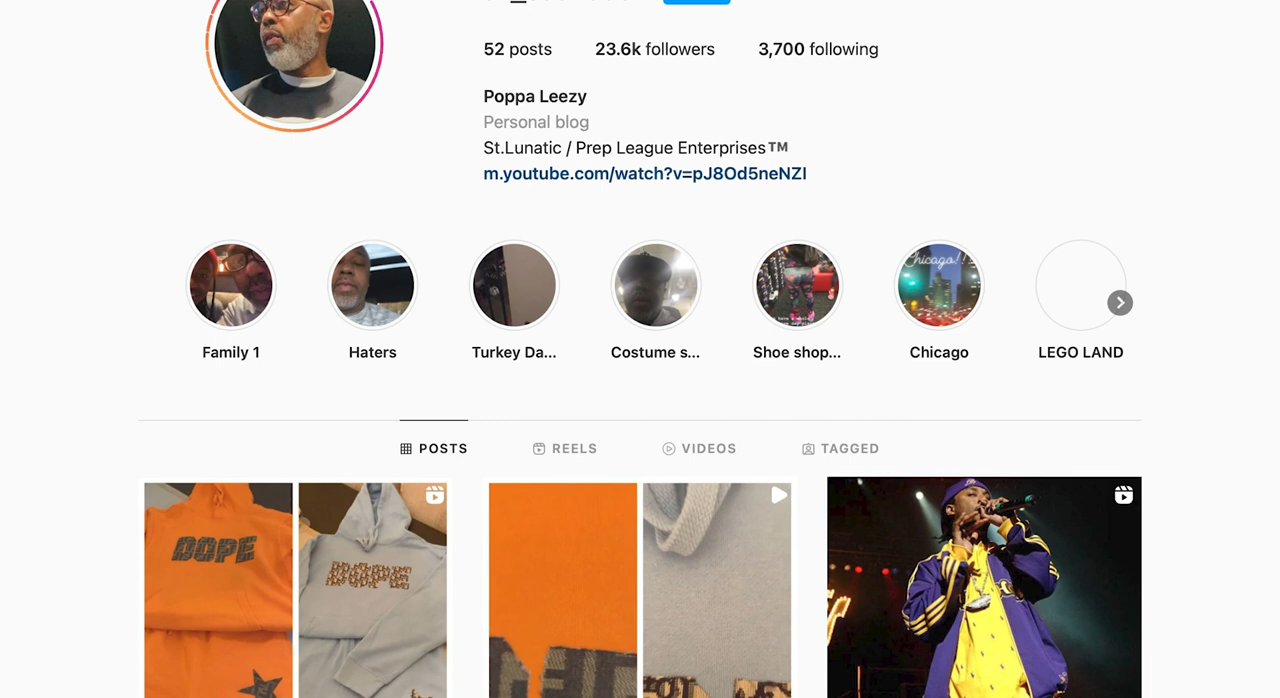 52 posts 23.6k followers 3,700 following
Poppa Leezy
Personal blog
St.Lunatic / Prep League Enterprises™
m.youtube.com/watch?v=pJ8Od5neNZI
Chicago!!
Family 1
Haters
Turkey Da...
Costume s...
Shoe shop...
Chicago
LEGO LAND
POSTS
REELS
VIDEOS
TAGGED
DOPE
DOPE